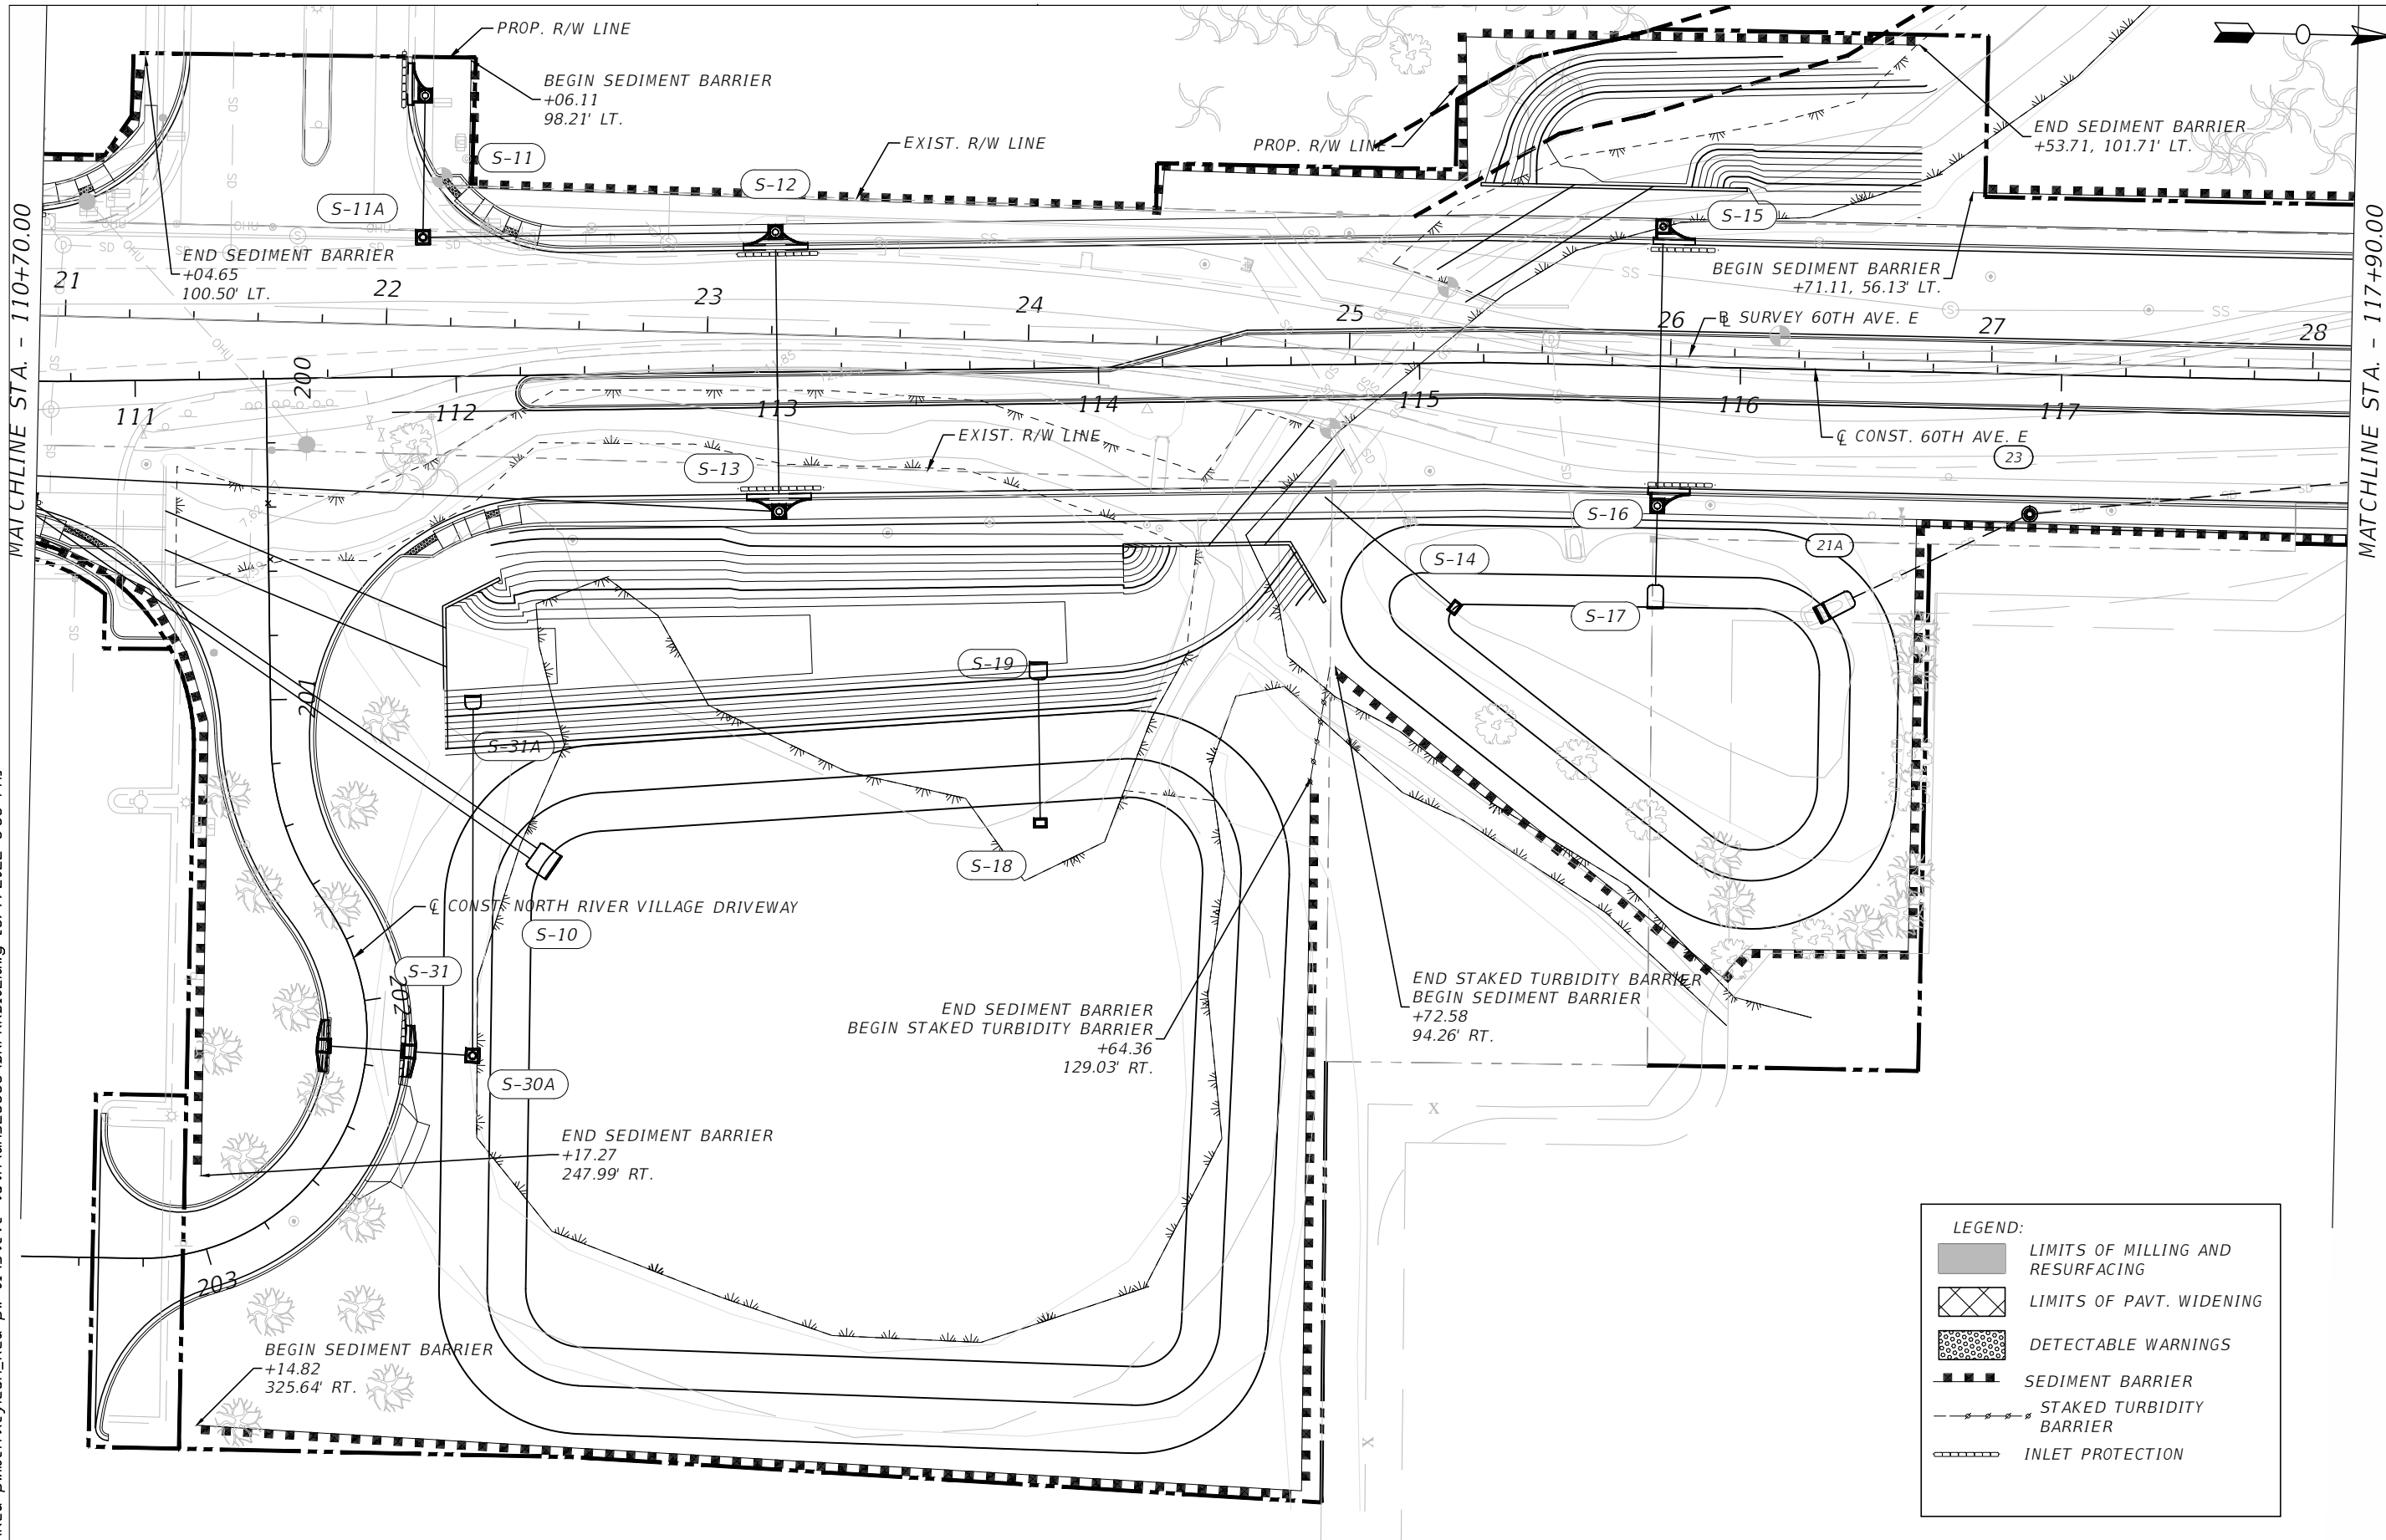 PROP. R/W LINE
BEGIN SEDIMENT BARRIER
+06.11
98.21' LT.
S-11
S-11A
S-12
EXIST. R/W LINE
PROP. R/W LINE
END SEDIMENT BARRIER
+53.71, 101.71' LT.
S-15
BEGIN SEDIMENT BARRIER
+71.11, 56.13' LT.
END SEDIMENT BARRIER
+04.65
100.50' LT.
MATCHLINE STA. - 110+70.00
MATCHLINE STA. - 117+90.00
21
22
23
24
25
26
27
28
B SURVEY 60TH AVE. E
200
111
112
113
114
115
116
117
℄ CONST. 60TH AVE. E
23
EXIST. R/W LINE
S-13
S-16
21A
S-14
S-17
S-19
201
S-31A
S-18
℄ CONST. NORTH RIVER VILLAGE DRIVEWAY
S-10
S-31
202
END SEDIMENT BARRIER
BEGIN STAKED TURBIDITY BARRIER
+64.36
129.03' RT.
END STAKED TURBIDITY BARRIER
BEGIN SEDIMENT BARRIER
+72.58
94.26' RT.
S-30A
END SEDIMENT BARRIER
+17.27
247.99' RT.
203
BEGIN SEDIMENT BARRIER
+14.82
325.64' RT.
LEGEND:
LIMITS OF MILLING AND
RESURFACING
LIMITS OF PAVT. WIDENING
DETECTABLE WARNINGS
SEDIMENT BARRIER
STAKED TURBIDITY
BARRIER
INLET PROTECTION